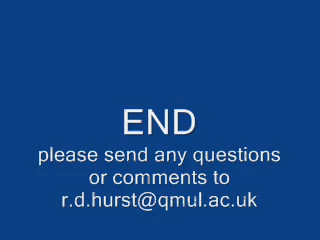 END
please send any questions
or comments to
r.d.hurst@qmul.ac.uk